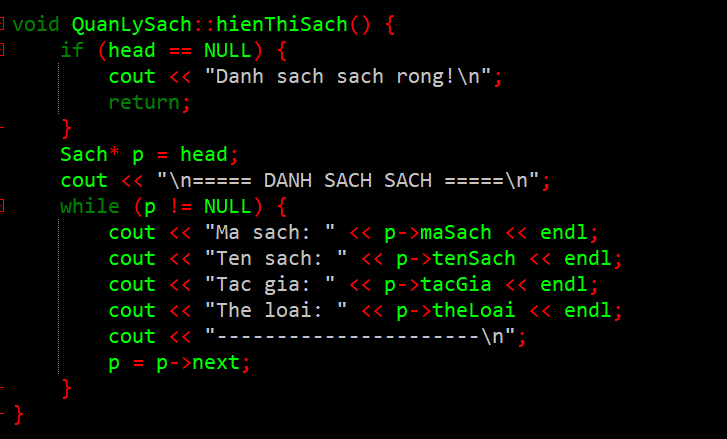 void QuanLySach::hienThiSach() {
    if (head == NULL) {
        cout << "Danh sach sach rong!\n";
        return;
    }
    Sach* p = head;
    cout << "\n===== DANH SACH SACH =====\n";
    while (p != NULL) {
        cout << "Ma sach: " << p->maSach << endl;
        cout << "Ten sach: " << p->tenSach << endl;
        cout << "Tac gia: " << p->tacGia << endl;
        cout << "The loai: " << p->theLoai << endl;
        cout << "----------------------\n";
        p = p->next;
    }
}